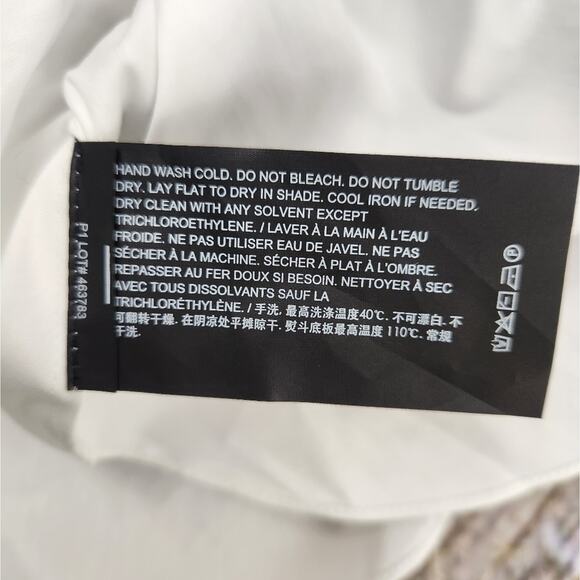 HAND WASH COLD. DO NOT BLEACH. DO NOT TUMBLE
DRY. LAY FLAT TO DRY IN SHADE. COOL IRON IF NEEDED.
DRY CLEAN WITH ANY SOLVENT EXCEPT
TRICHLOROETHYLENE. / LAVER À LA MAIN À L'EAU
FROIDE. NE PAS UTILISER EAU DE JAVEL. NE PAS
SÉCHER À LA MACHINE. SÉCHER À PLAT À L'OMBRE.
REPASSER AU FER DOUX SI BESOIN. NETTOYER À SEC
AVEC TOUS DISSOLVANTS SAUF LA
TRICHLORÉTHYLÈNE. / 手洗, 最高洗涤温度40℃. 不可漂白. 不
可翻转干燥. 在阴凉处平摊晾干. 熨斗底板最高温度 110℃. 常规
干洗.
P1 LOT# 463763